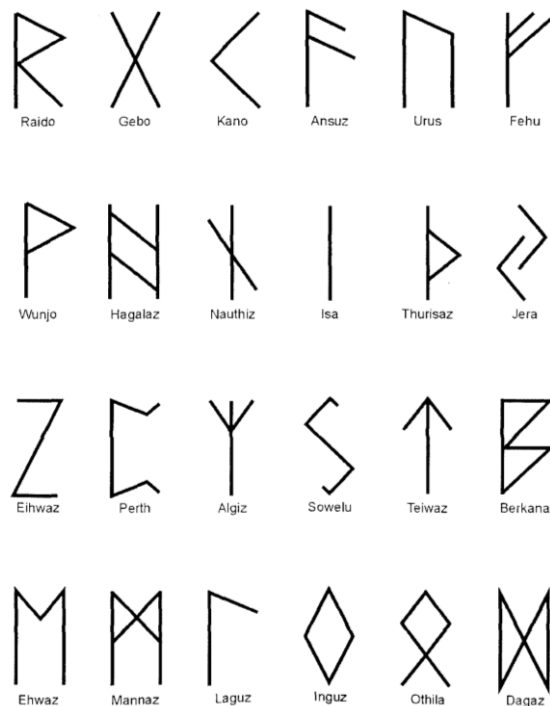 Raido Gebo Kano Ansuz Urus Fehu
Wunjo Hagalaz Nauthiz Isa Thurisaz Jera
Eihwaz Perth Algiz Sowelu Teiwaz Berkana
Ehwaz Mannaz Laguz Inguz Othila Dagaz